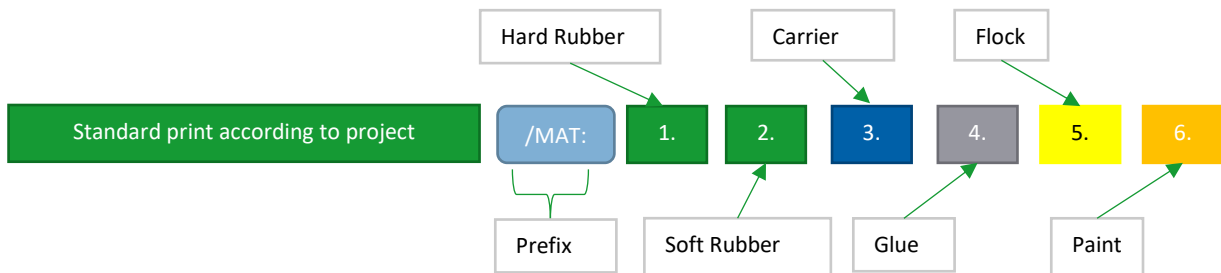 Hard Rubber
Carrier
Flock
Standard print according to project
/MAT:
1.
2.
3.
4.
5.
6.
Prefix
Soft Rubber
Glue
Paint